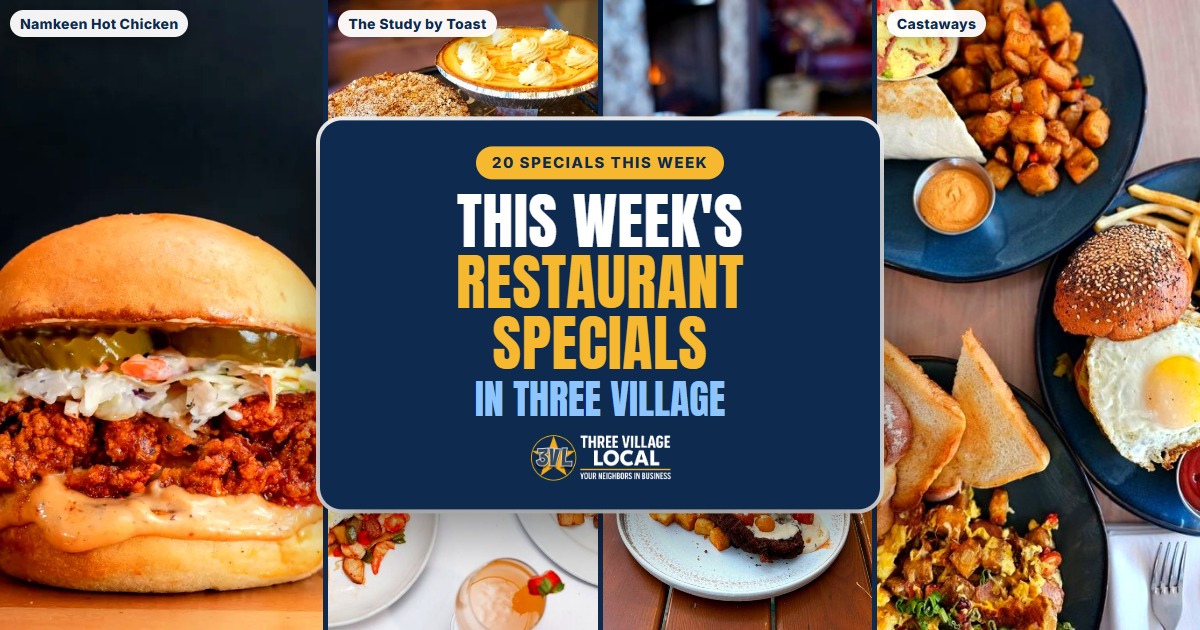 Namkeen Hot Chicken
The Study by Toast
Castaways
20 SPECIALS THIS WEEK
THIS WEEK'S
RESTAURANT
SPECIALS
IN THREE VILLAGE
3VL
THREE VILLAGE
LOCAL
YOUR NEIGHBORS IN BUSINESS